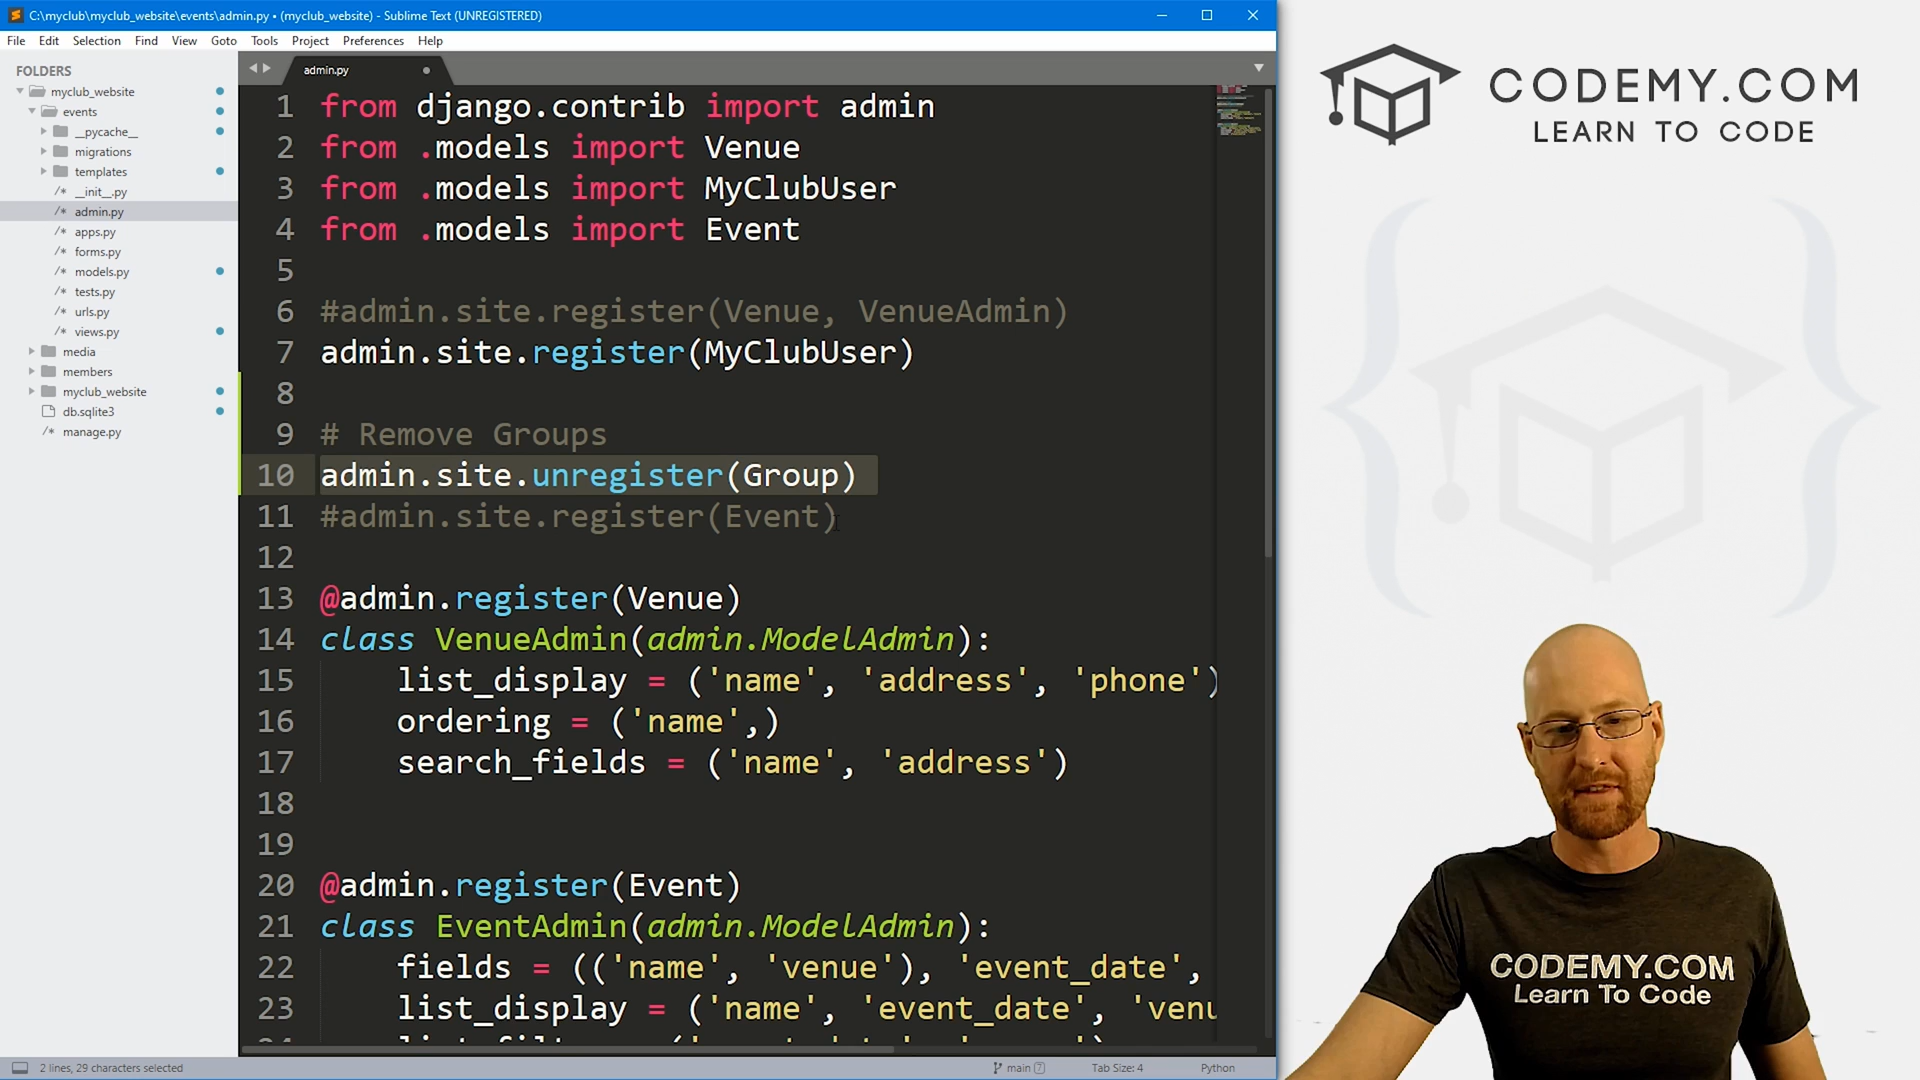 C:\myclub\myclub_website\events\admin.py • (myclub_website) - Sublime Text (UNREGISTERED)
File Edit Selection Find View Goto Tools Project Preferences Help
FOLDERS
myclub_website
events
__pycache__
migrations
templates
/* __init__.py
/* admin.py
/* apps.py
/* forms.py
/* models.py
/* tests.py
/* urls.py
/* views.py
media
members
myclub_website
db.sqlite3
/* manage.py
admin.py
1 from django.contrib import admin
2 from .models import Venue
3 from .models import MyClubUser
4 from .models import Event
5
6 #admin.site.register(Venue, VenueAdmin)
7 admin.site.register(MyClubUser)
8
9 # Remove Groups
10 admin.site.unregister(Group)
11 #admin.site.register(Event)
12
13 @admin.register(Venue)
14 class VenueAdmin(admin.ModelAdmin):
15 list_display = ('name', 'address', 'phone')
16 ordering = ('name',)
17 search_fields = ('name', 'address')
18
19
20 @admin.register(Event)
21 class EventAdmin(admin.ModelAdmin):
22 fields = (('name', 'venue'), 'event_date',
23 list_display = ('name', 'event_date', 'venu
2 lines, 29 characters selected
main 7
Tab Size: 4
Python
CODEMY.COM
LEARN TO CODE
CODEMY.COM
Learn To Code